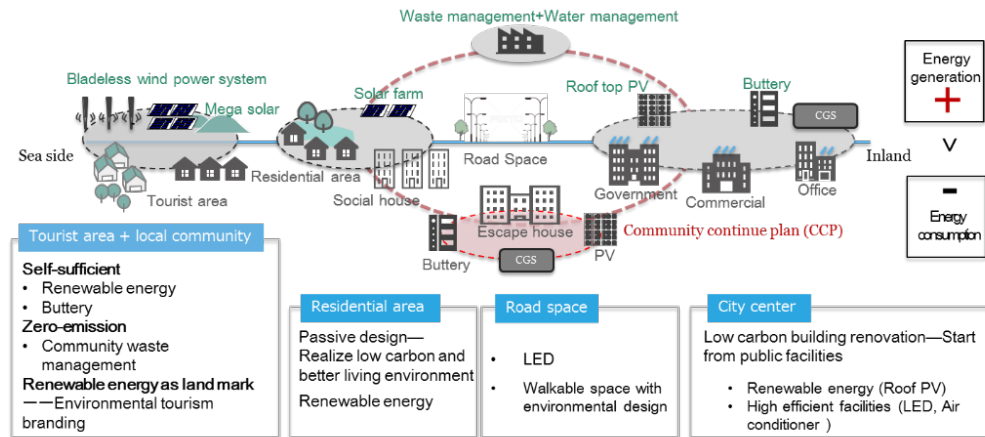 Waste management+Water management
Bladeless wind power system
Mega solar
Solar farm
Roof top PV
Buttery
CGS
Energy
generation
+
Sea side
Road Space
Inland
V
Tourist area
Residential area
Social house
Government
Commercial
Office
-
Energy
consumption
Escape house
Buttery
CGS
PV
Community continue plan (CCP)
Tourist area + local community
Self-sufficient
• Renewable energy
• Buttery
Zero-emission
• Community waste
management
Renewable energy as land mark
——Environmental tourism
branding
Residential area
Passive design—
Realize low carbon and
better living environment
Renewable energy
Road space
• LED
• Walkable space with
environmental design
City center
Low carbon building renovation—Start
from public facilities
• Renewable energy (Roof PV)
• High efficient facilities (LED, Air
conditioner )